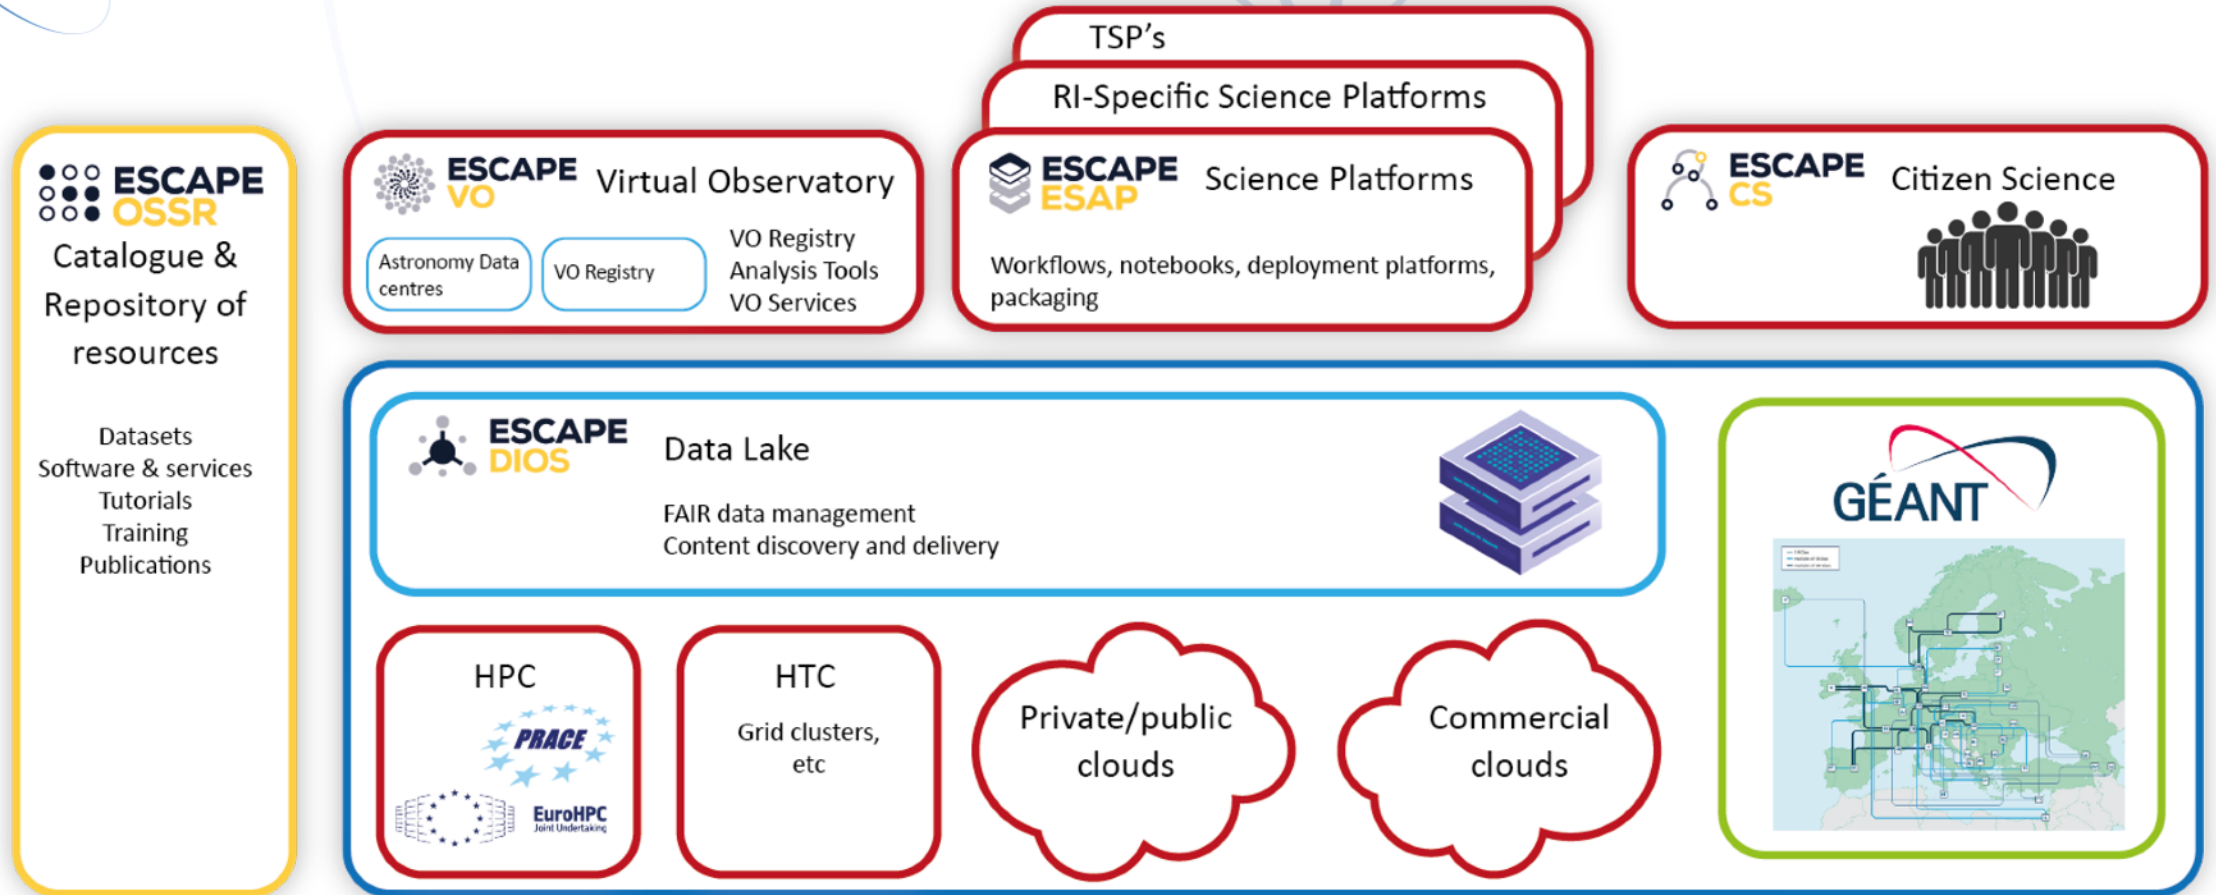 ESCAPE
OSSR
Catalogue &
Repository of
resources
Datasets
Software & services
Tutorials
Training
Publications
ESCAPE
VO
Virtual Observatory
Astronomy Data
centres
VO Registry
VO Registry
Analysis Tools
VO Services
TSP's
RI-Specific Science Platforms
ESCAPE
ESAP
Science Platforms
Workflows, notebooks, deployment platforms,
packaging
ESCAPE
CS
Citizen Science
ESCAPE
DIOS
Data Lake
FAIR data management
Content discovery and delivery
HPC
PRACE
EuroHPC
Joint Undertaking
HTC
Grid clusters,
etc
Private/public
clouds
Commercial
clouds
GÉANT